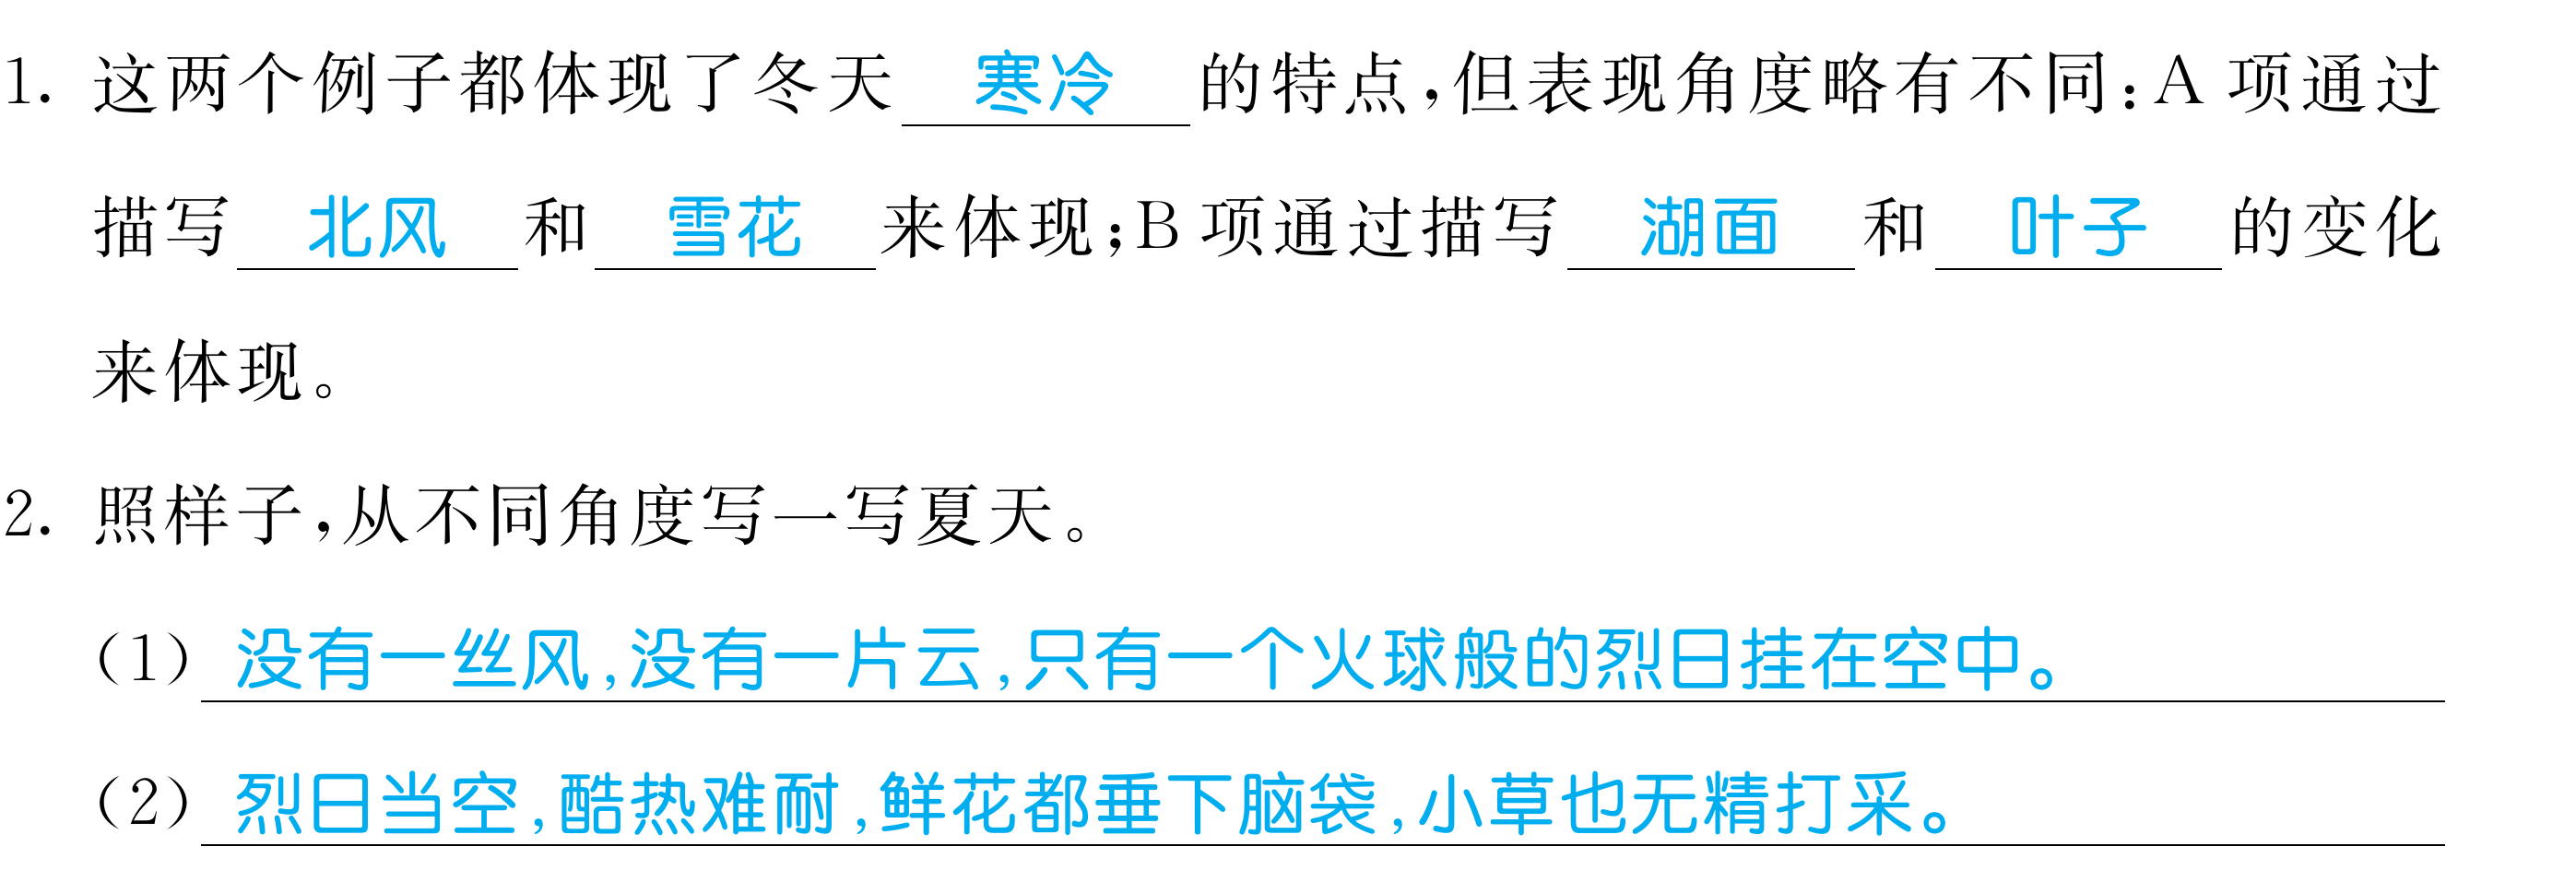 1. 这两个例子都体现了冬天 寒冷 的特点,但表现角度略有不同:A 项通过
描写 北风 和 雪花 来体现;B 项通过描写 湖面 和 叶子 的变化
来体现。
2. 照样子,从不同角度写一写夏天。
(1) 没有一丝风,没有一片云,只有一个火球般的烈日挂在空中。
(2) 烈日当空,酷热难耐,鲜花都垂下脑袋,小草也无精打采。